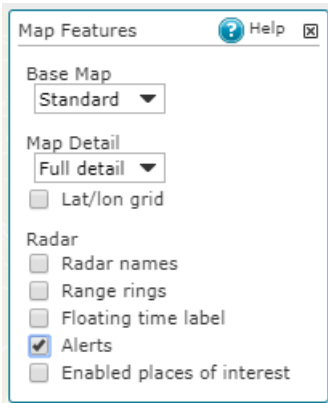 Map Features Help
Base Map
Standard
Map Detail
Full detail
Lat/lon grid
Radar
Radar names
Range rings
Floating time label
Alerts
Enabled places of interest